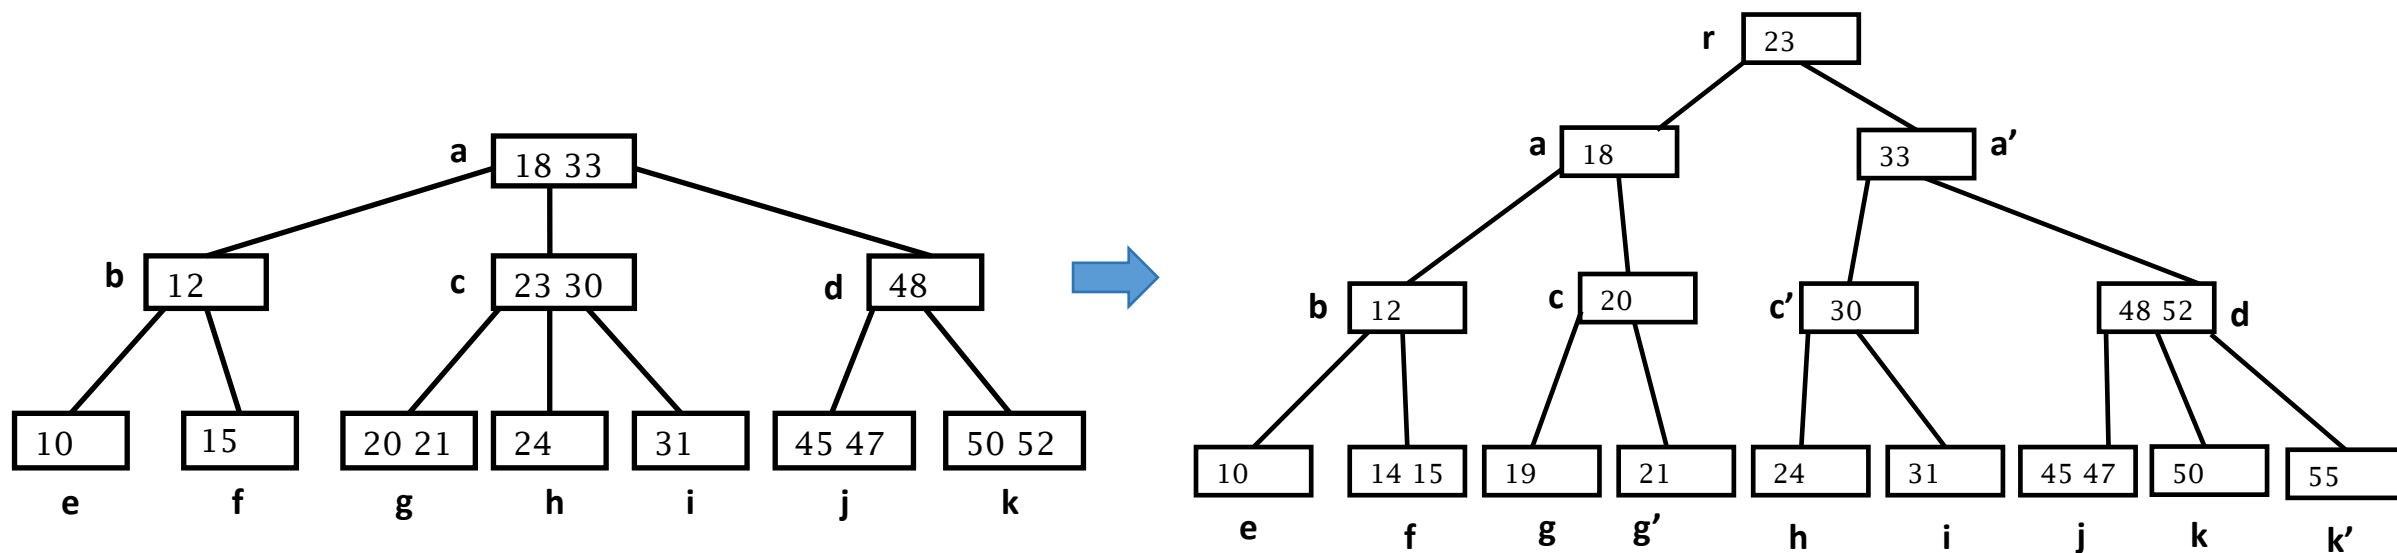 a 18 33
b 12 c 23 30 d 48
10 15 20 21 24 31 45 47 50 52
e f g h i j k
r 23
a 18 33 a’
b 12 c 20 c’ 30 48 52 d
10 14 15 19 21 24 31 45 47 50 55
e f g g’ h i j k k’